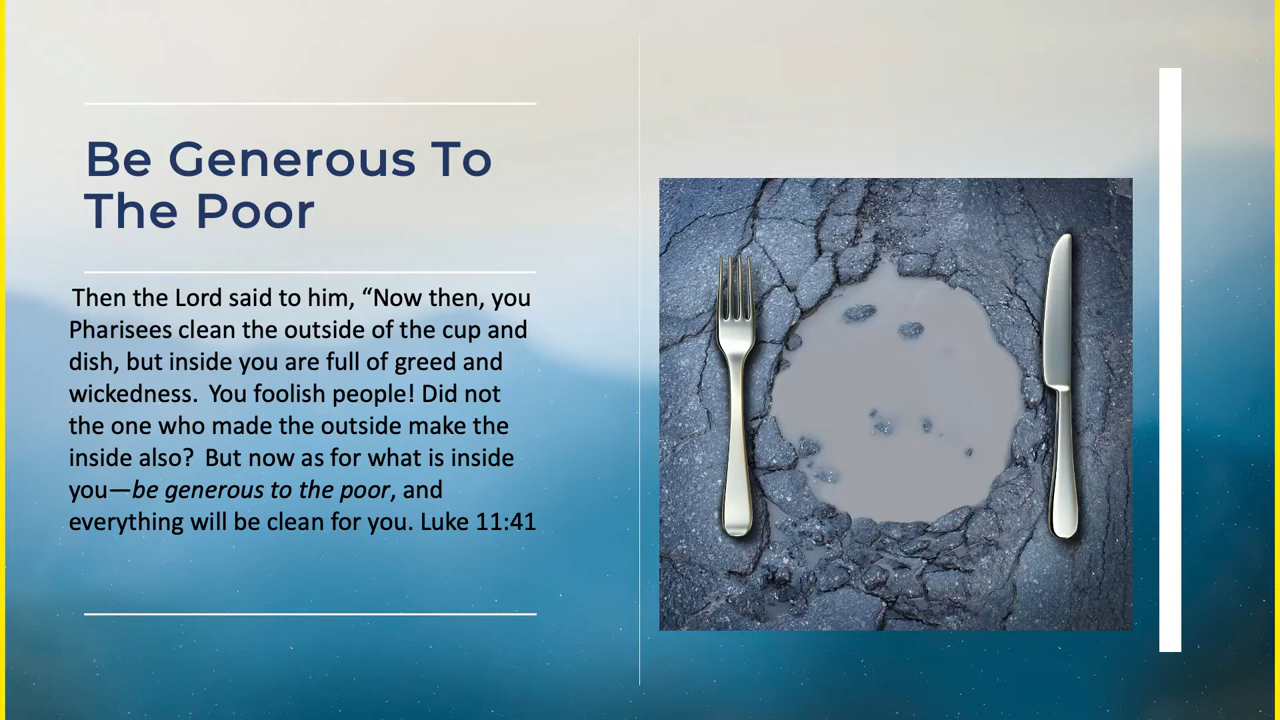 Be Generous To
The Poor
Then the Lord said to him, “Now then, you
Pharisees clean the outside of the cup and
dish, but inside you are full of greed and
wickedness.  You foolish people! Did not
the one who made the outside make the
inside also?  But now as for what is inside
you—be generous to the poor, and
everything will be clean for you. Luke 11:41